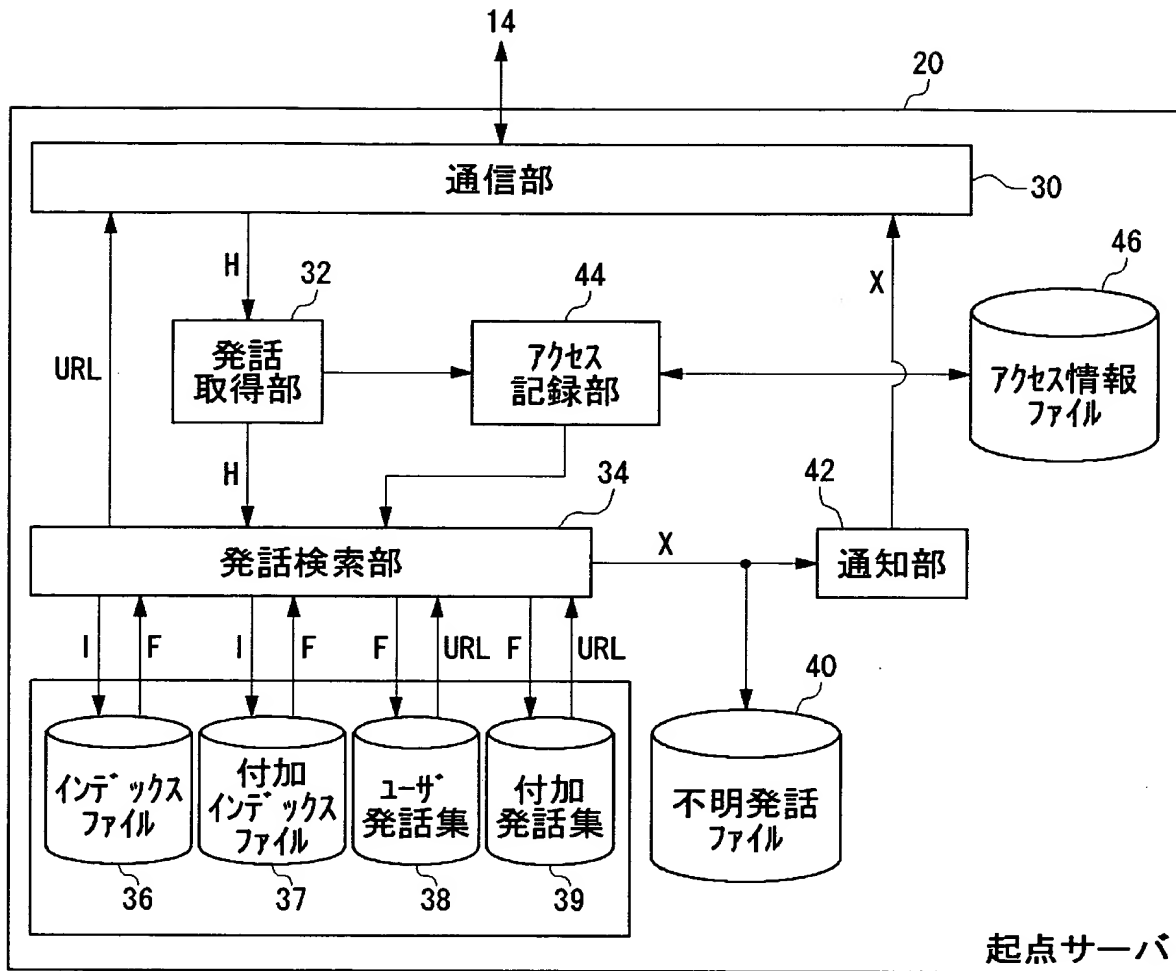 14
20
通信部
30
H
32
44
X
46
URL
発話
取得部
アクセス
記録部
アクセス情報
ファイル
H
34
42
発話検索部
X
通知部
I
F
I
F
F
URL
F
URL
40
インデックス
ファイル
付加
インデックス
ファイル
ユーザ
発話集
付加
発話集
不明発話
ファイル
36
37
38
39
起点サーバ